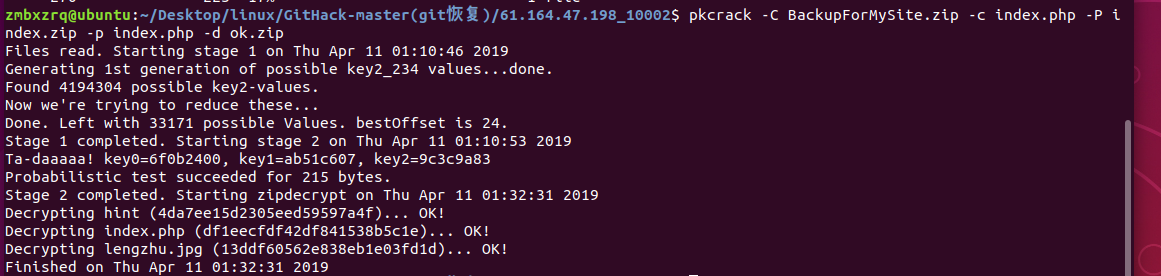 zmbxzrq@ubuntu:~/Desktop/linux/GitHack-master(git恢复)/61.164.47.198_10002$ pkcrack -C BackupForMySite.zip -c index.php -P i
ndex.zip -p index.php -d ok.zip
Files read. Starting stage 1 on Thu Apr 11 01:10:46 2019
Generating 1st generation of possible key2_234 values...done.
Found 4194304 possible key2-values.
Now we're trying to reduce these...
Done. Left with 33171 possible Values. bestOffset is 24.
Stage 1 completed. Starting stage 2 on Thu Apr 11 01:10:53 2019
Ta-daaaaa! key0=6f0b2400, key1=ab51c607, key2=9c3c9a83
Probabilistic test succeeded for 215 bytes.
Stage 2 completed. Starting zipdecrypt on Thu Apr 11 01:32:31 2019
Decrypting hint (4da7ee15d2305eed59597a4f)... OK!
Decrypting index.php (df1eecfdf42df841538b5c1e)... OK!
Decrypting lengzhu.jpg (13ddf60562e838eb1e03fd1d)... OK!
Finished on Thu Apr 11 01:32:31 2019